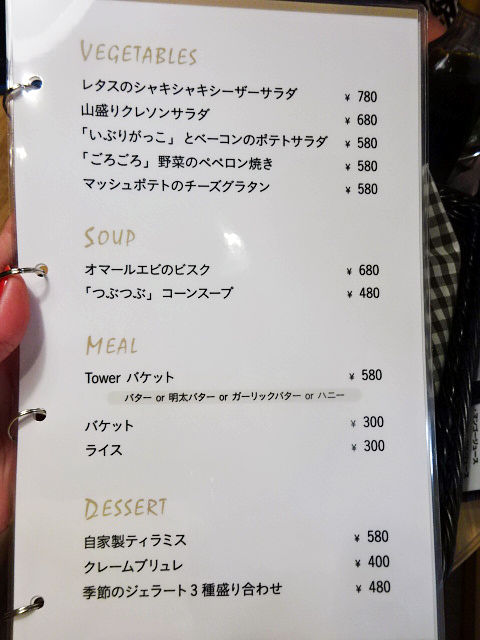 VEGETABLES
レタスのシャキシャキシーザーサラダ ¥ 780
山盛りクレソンサラダ ¥ 680
「いぶりがっこ」とベーコンのポテトサラダ ¥ 580
「ごろごろ」野菜のペペロン焼き ¥ 580
マッシュポテトのチーズグラタン ¥ 580
SOUP
オマールエビのビスク ¥ 680
「つぶつぶ」コーンスープ ¥ 480
MEAL
Tower バケット ¥ 580
バター or 明太バター or ガーリックバター or ハニー
バケット ¥ 300
ライス ¥ 300
DESSERT
自家製ティラミス ¥ 580
クレームブリュレ ¥ 400
季節のジェラート3種盛り合わせ ¥ 480